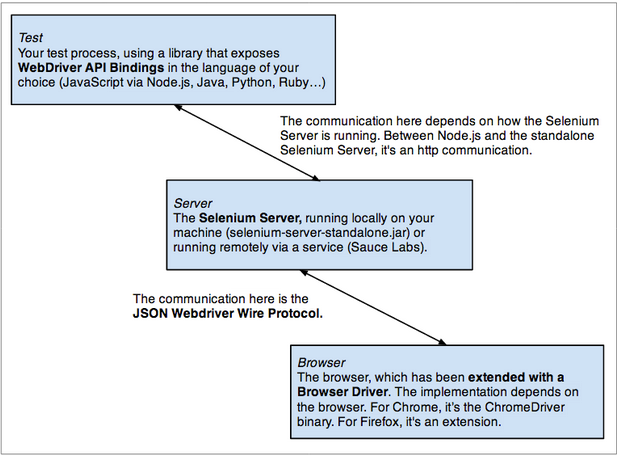 Test
Your test process, using a library that exposes
WebDriver API Bindings in the language of your
choice (JavaScript via Node.js, Java, Python, Ruby…)
The communication here depends on how the Selenium
Server is running. Between Node.js and the standalone
Selenium Server, it's an http communication.
Server
The Selenium Server, running locally on your
machine (selenium-server-standalone.jar) or
running remotely via a service (Sauce Labs).
The communication here is the
JSON Webdriver Wire Protocol.
Browser
The browser, which has been extended with a
Browser Driver. The implementation depends on
the browser. For Chrome, it's the ChromeDriver
binary. For Firefox, it's an extension.